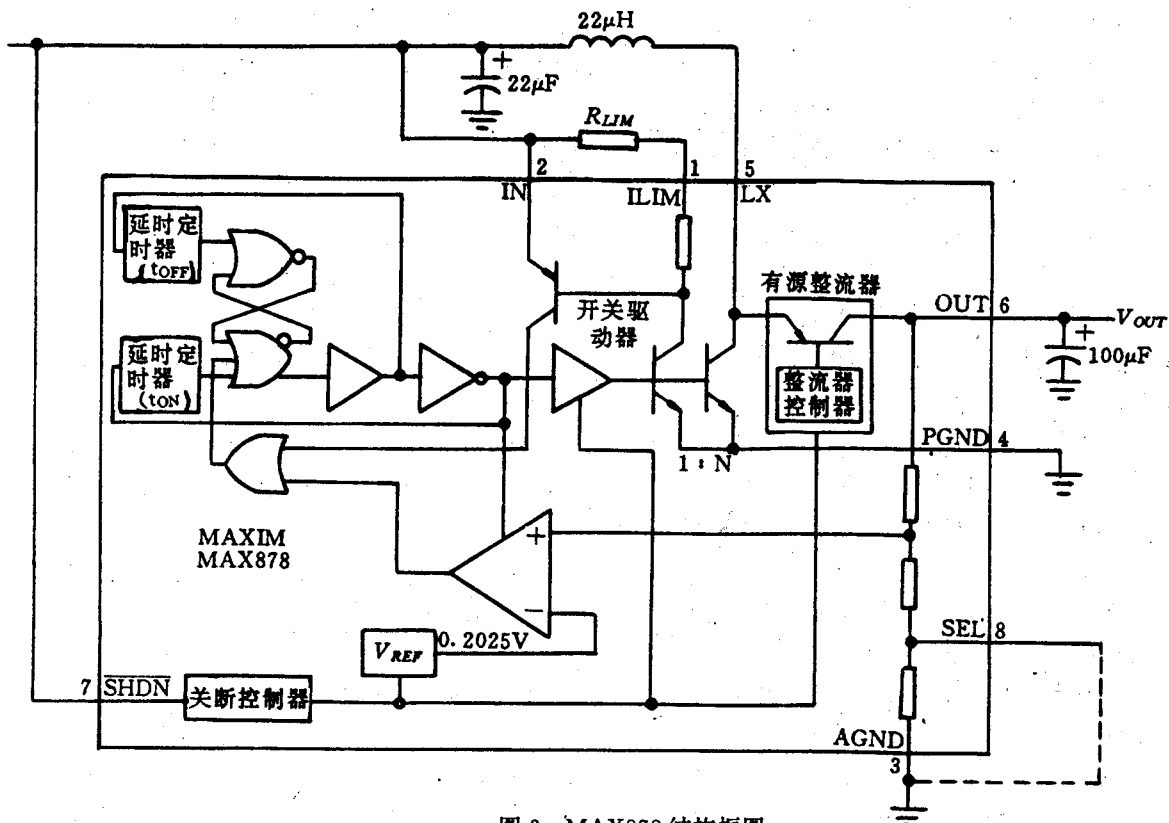 22μH
22μF
R_LIM
2
1
5
IN
ILIM
LX
延时定
时器
(tOFF)
有源整流器
OUT 6
V_OUT
开关驱
动器
100μF
延时定
时器
(tON)
整流器
控制器
PGND 4
1:N
MAXIM
MAX878
+
−
SEL 8
V_REF
0.2025V
7 SHDN
关断控制器
AGND
3